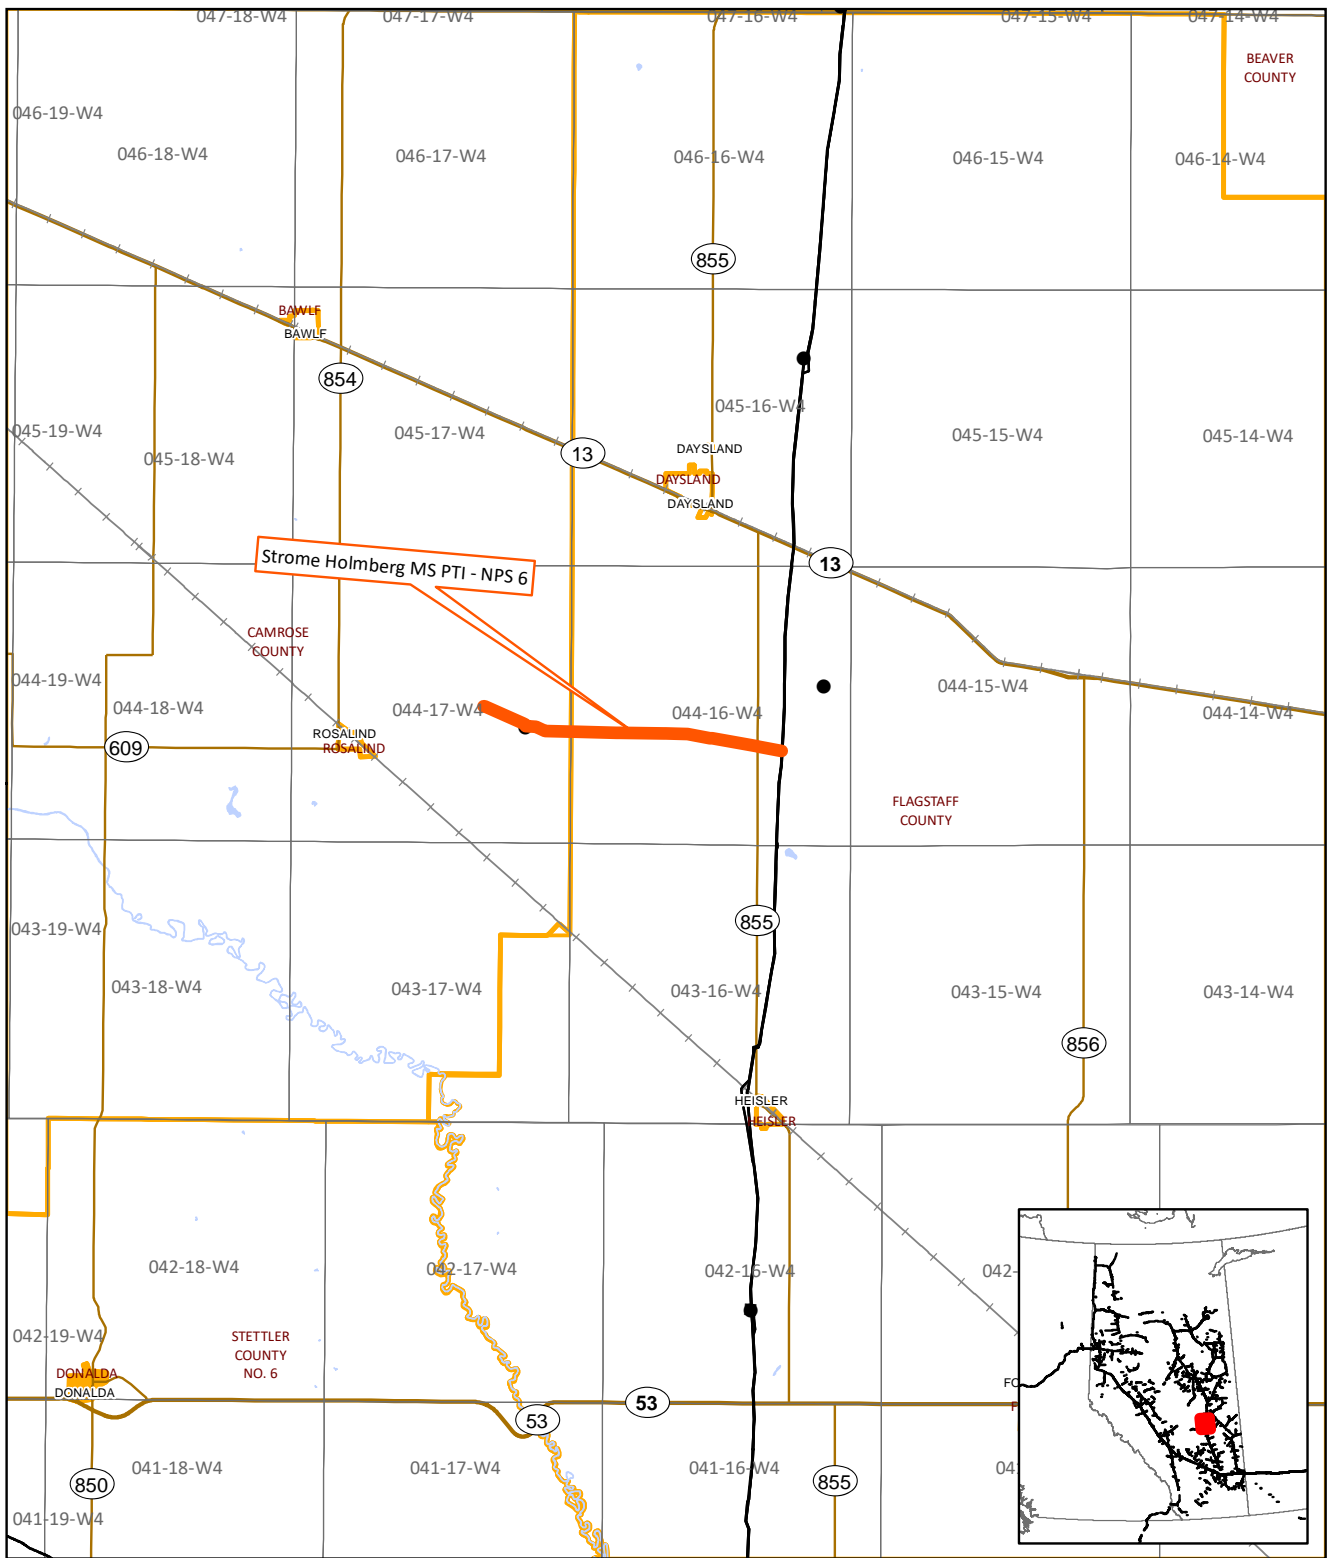 047-18-W4
047-17-W4
047-16-W4
047-15-W4
047-14-W4
BEAVER
COUNTY
046-19-W4
046-18-W4
046-17-W4
046-16-W4
046-15-W4
046-14-W4
855
BAWLF
BAWLF
854
045-16-W4
045-19-W4
045-18-W4
045-17-W4
13
DAYSLAND
045-15-W4
045-14-W4
DAYSLAND
DAYSLAND
Strome Holmberg MS PTI - NPS 6
13
CAMROSE
COUNTY
044-19-W4
044-18-W4
044-17-W4
044-16-W4
044-15-W4
044-14-W4
609
ROSALIND
ROSALIND
FLAGSTAFF
COUNTY
855
043-19-W4
043-18-W4
043-17-W4
043-16-W4
043-15-W4
043-14-W4
856
HEISLER
HEISLER
042-18-W4
042-17-W4
042-16-W4
042-
042-19-W4
STETTLER
COUNTY
NO. 6
DONALDA
DONALDA
FO
53
53
041-18-W4
041-17-W4
041-16-W4
041
850
855
041-19-W4